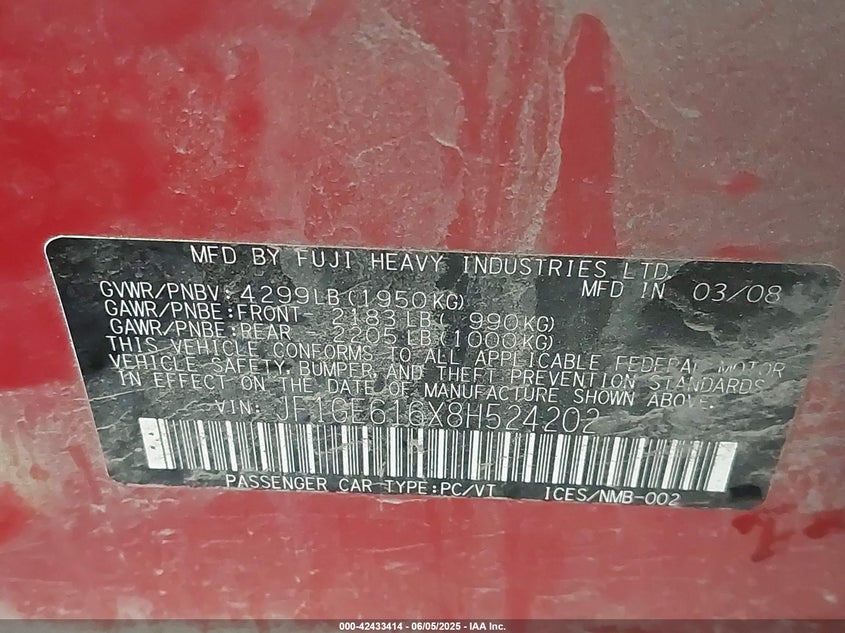 MFD BY FUJI HEAVY INDUSTRIES LTD.
GVWR/PNBV:4299LB(1950KG) MFD IN 03/08
GAWR/PNBE:FRONT 2183LB( 990KG)
GAWR/PNBE:REAR 2205LB(1000KG)
THIS VEHICLE CONFORMS TO ALL APPLICABLE FEDERAL MOTOR
VEHICLE SAFETY, BUMPER, AND THEFT PREVENTION STANDARDS
IN EFFECT ON THE DATE OF MANUFACTURE SHOWN ABOVE.
VIN: JF1GE616X8H524202
PASSENGER CAR TYPE:PC/VT ICES/NMB-002
000-42433414 - 06/05/2025 - IAA Inc.